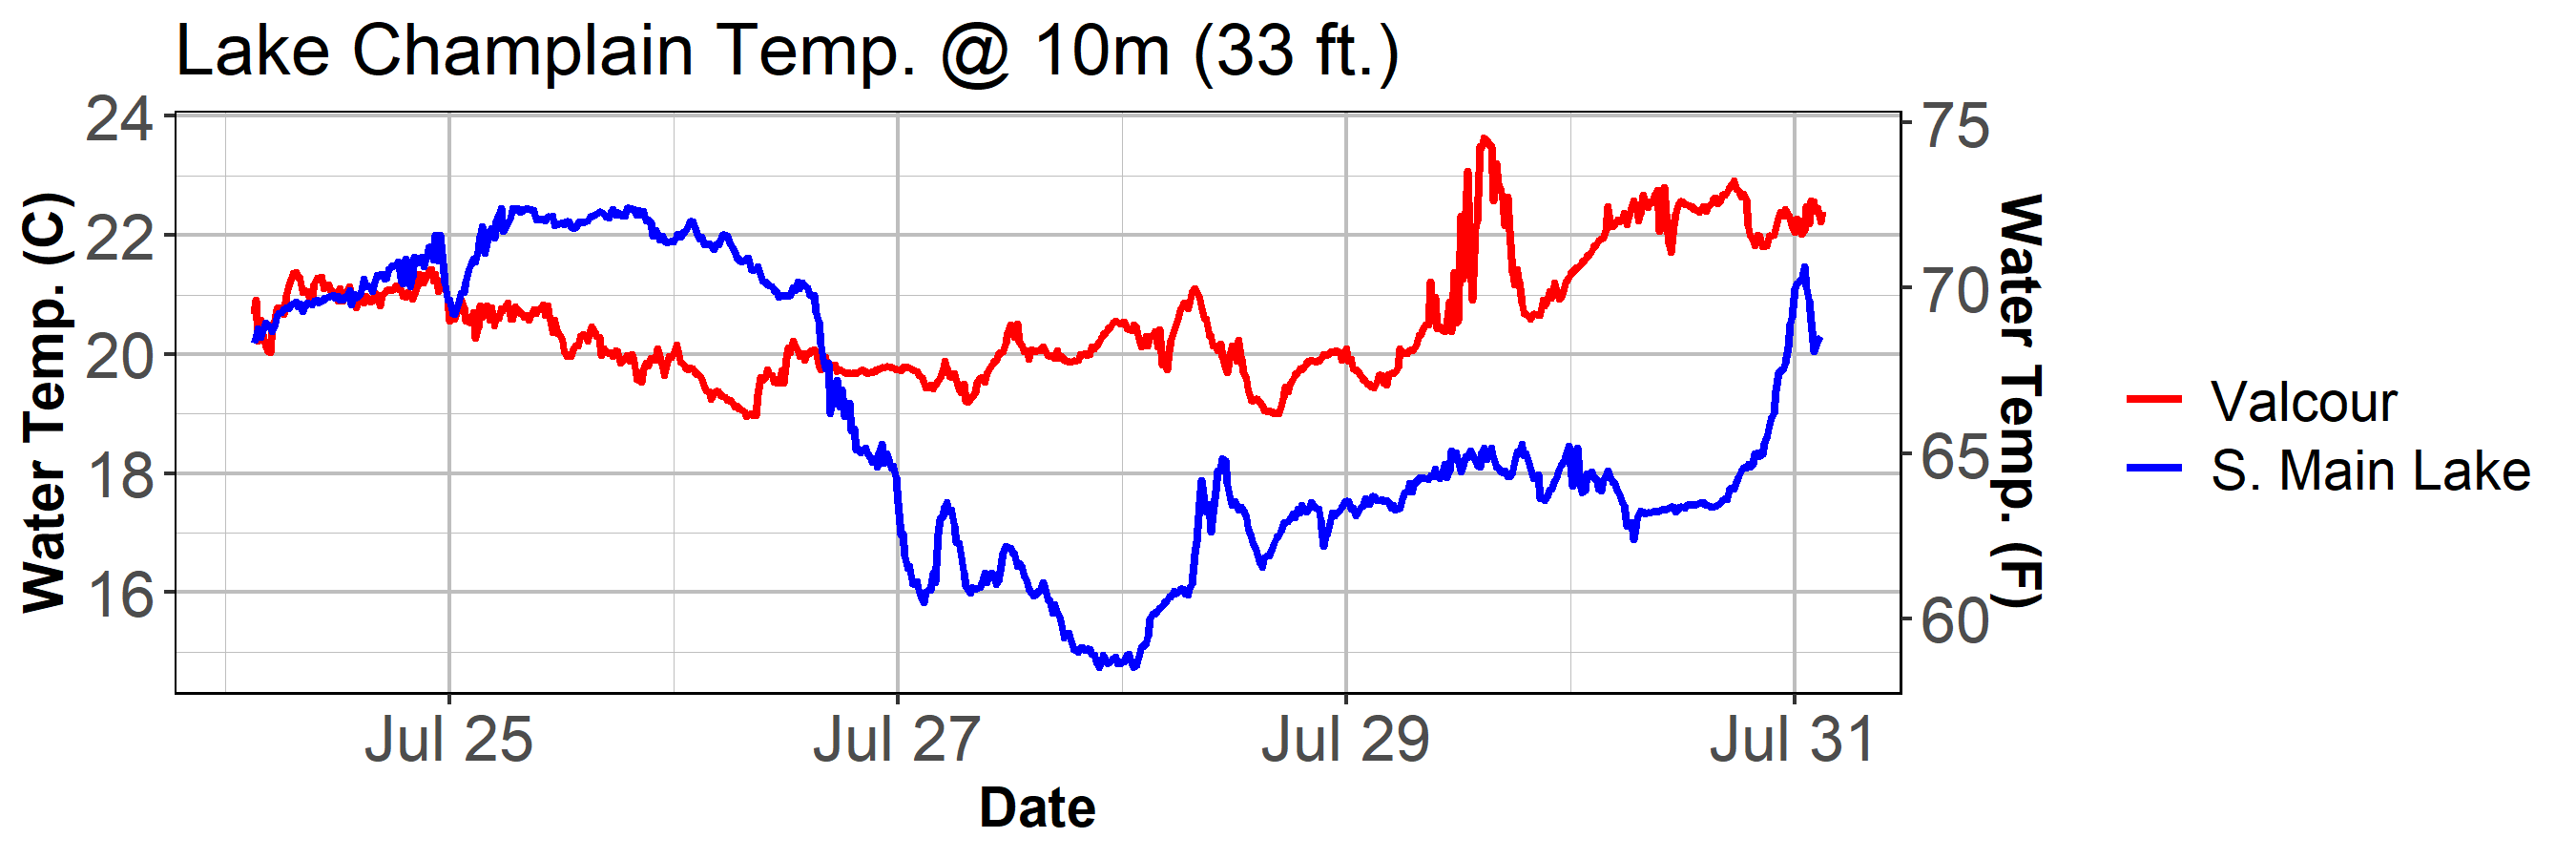 Lake Champlain Temp. @ 10m (33 ft.)
Water Temp. (C)
24
22
20
18
16
75
70
65
60
Water Temp. (F)
Jul 25
Jul 27
Jul 29
Jul 31
Date
Valcour
S. Main Lake